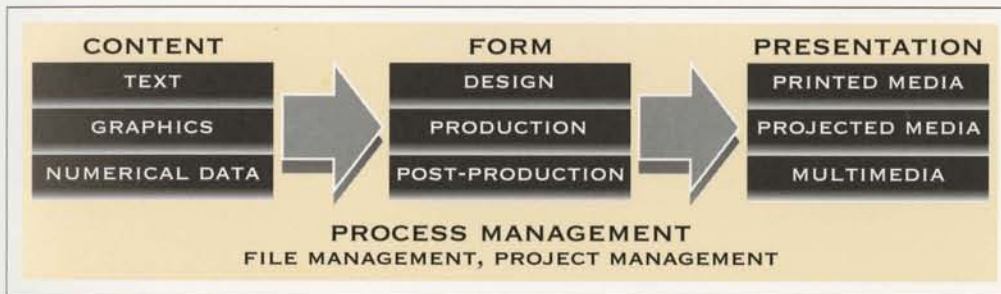 CONTENT
TEXT
GRAPHICS
NUMERICAL DATA
FORM
DESIGN
PRODUCTION
POST-PRODUCTION
PRESENTATION
PRINTED MEDIA
PROJECTED MEDIA
MULTIMEDIA
PROCESS MANAGEMENT
FILE MANAGEMENT, PROJECT MANAGEMENT